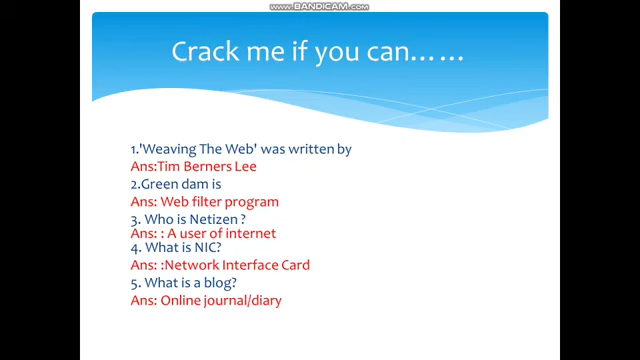 www.BANDICAM.com
Crack me if you can……
1.'Weaving The Web' was written by
Ans:Tim Berners Lee
2.Green dam is
Ans: Web filter program
3. Who is Netizen ?
Ans: : A user of internet
4. What is NIC?
Ans: :Network Interface Card
5. What is a blog?
Ans: Online journal/diary